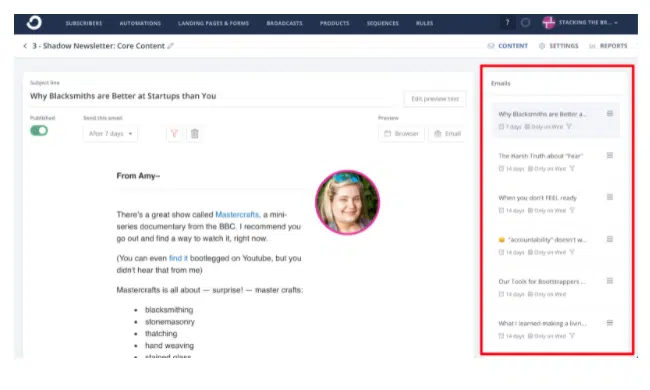 SUBSCRIBERS AUTOMATIONS LANDING PAGES & FORMS BROADCASTS PRODUCTS SEQUENCES RULES ? STACKING THE BR...
< 3 - Shadow Newsletter: Core Content
CONTENT SETTINGS REPORTS
Subject line
Why Blacksmiths are Better at Startups than You
Edit preview text
Published
Send this email
Preview
After 7 days
Browser
Email
From Amy--
There's a great show called Mastercrafts, a mini-
series documentary from the BBC. I recommend you
go out and find a way to watch it, right now.
(You can even find it bootlegged on Youtube, but you
didn't hear that from me)
Mastercrafts is all about — surprise! — master crafts:
• blacksmithing
• stonemasonry
• thatching
• hand weaving
• stained glass
Emails
Why Blacksmiths are Better a...
7 days Only on Wed
The Harsh Truth about "Fear"
14 days Only on Wed
When you don't FEEL ready
14 days Only on Wed
😐 "accountability" doesn't w...
14 days Only on Wed
Our Tools for Bootstrappers ...
14 days Only on Wed
What I learned making a livin...
14 days Only on Wed